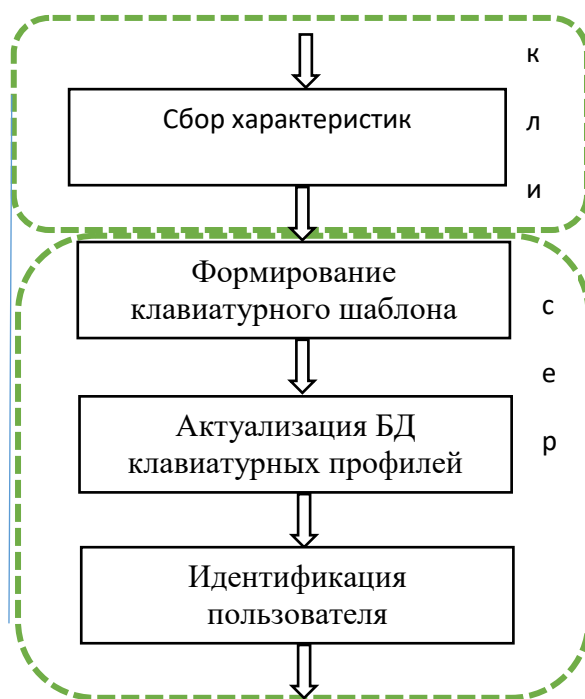 к
Сбор характеристик
л
и
Формирование
клавиатурного шаблона
с
е
Актуализация БД
клавиатурных профилей
р
Идентификация
пользователя